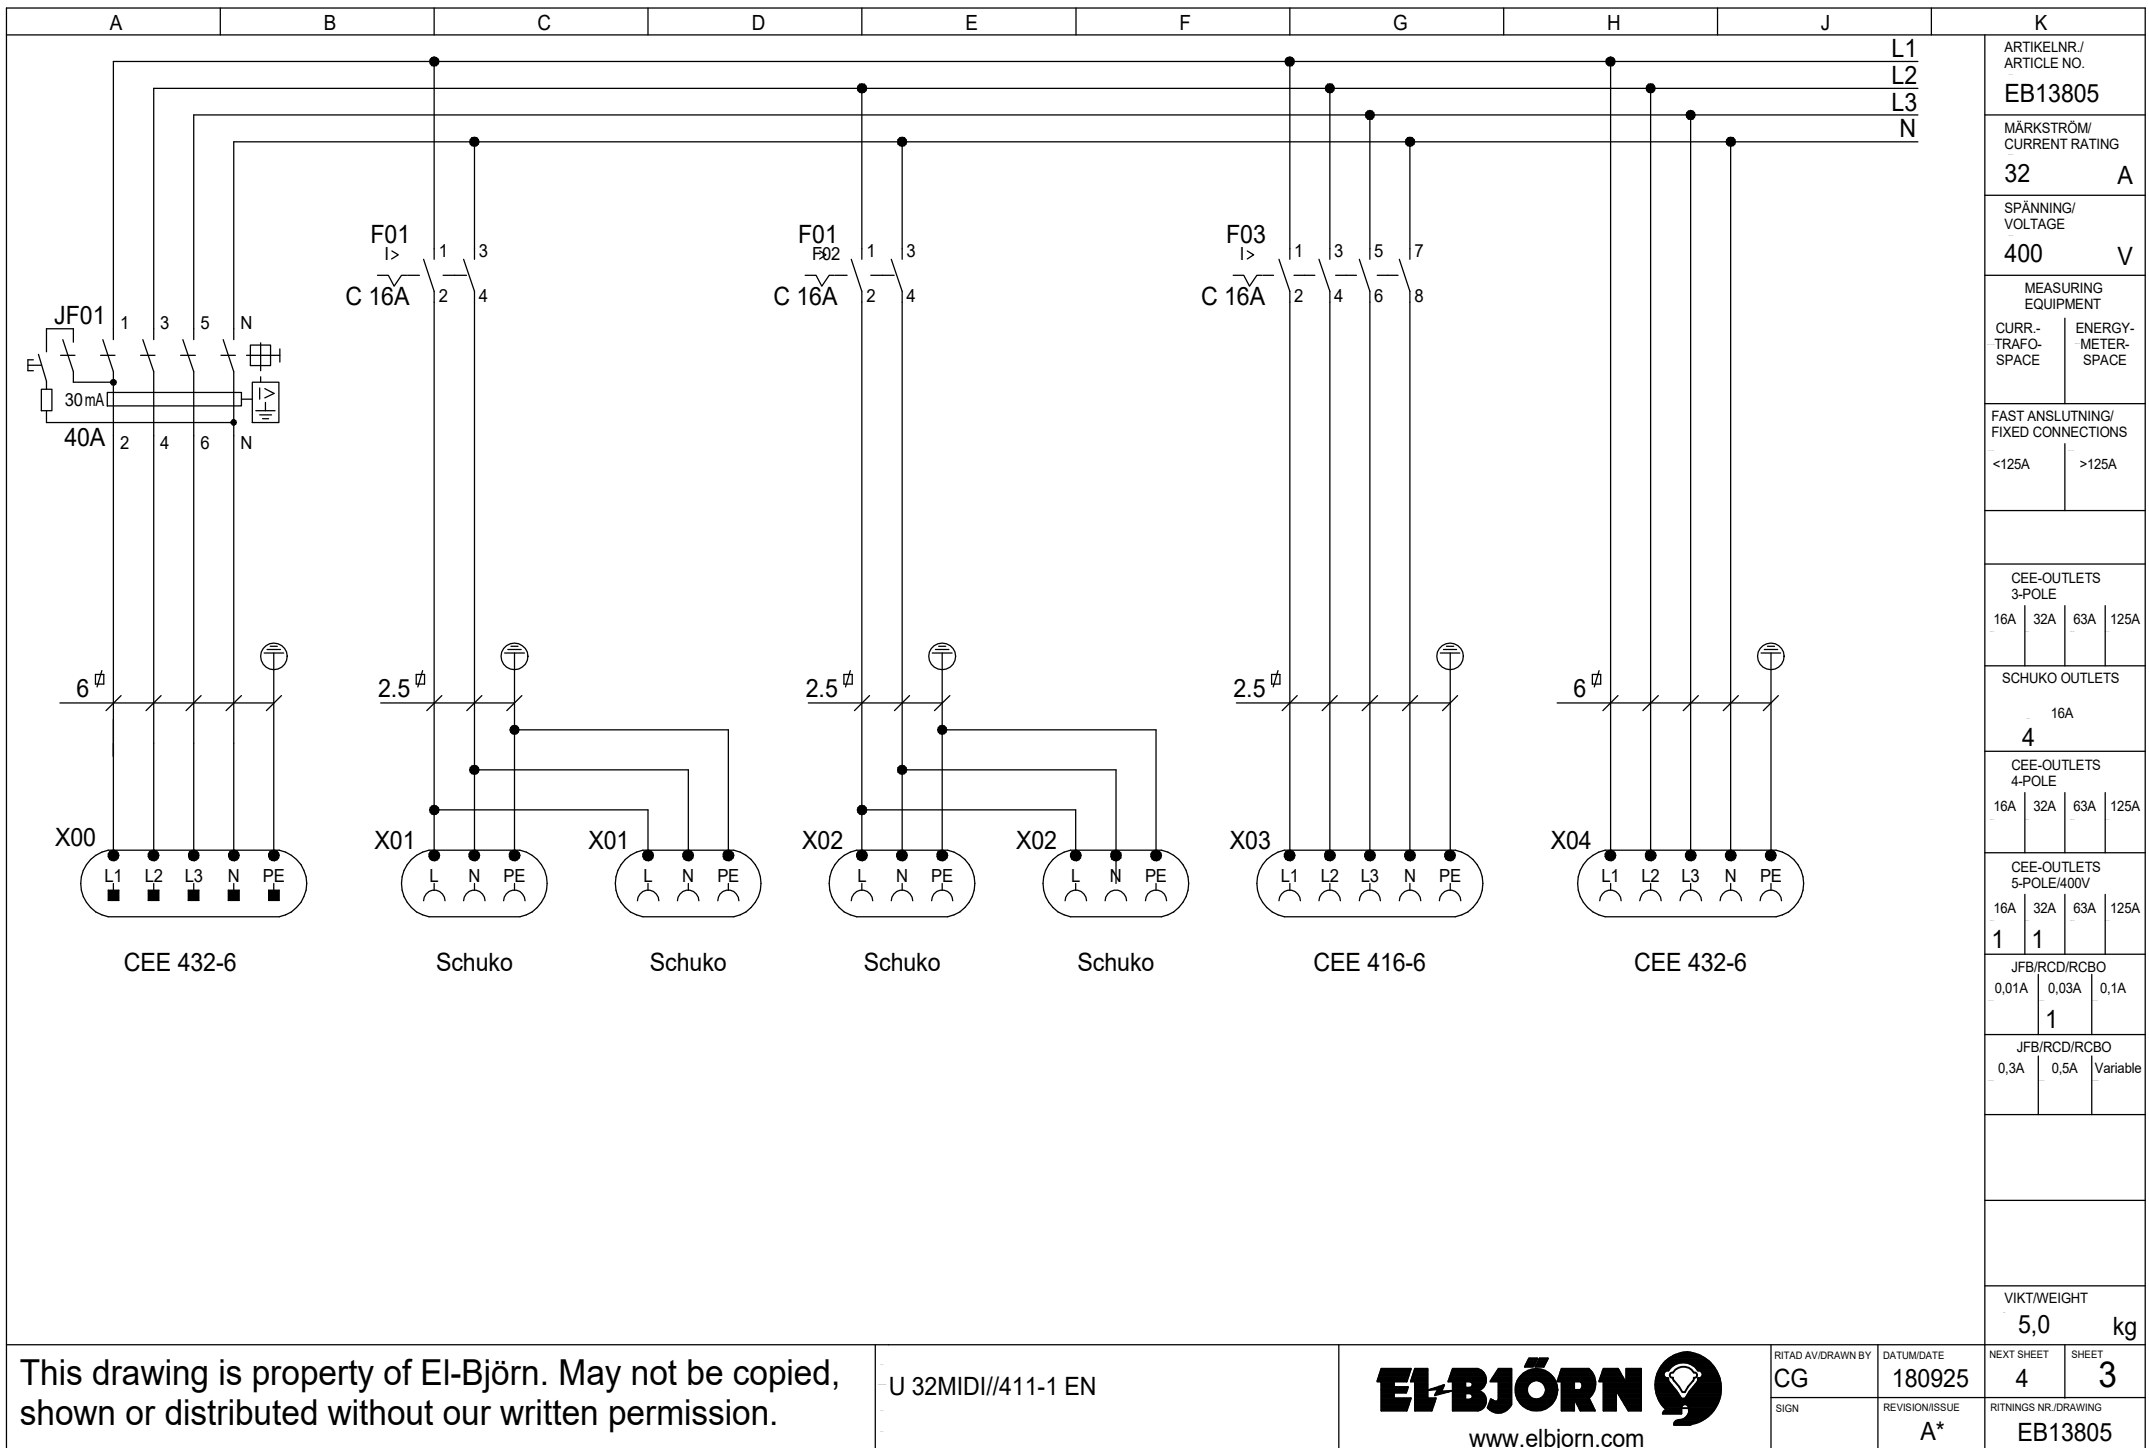 A B C D E F G H J K
L1
L2
L3
N
F01
I>
1 3
C 16A
2 4
F01
I>
F02
1 3
C 16A
2 4
F03
I>
1 3 5 7
C 16A
2 4 6 8
JF01
1 3 5 N
E
I>
30mA
40A
2 4 6 N
6
2.5
2.5
2.5
6
X00
L1 L2 L3 N PE
CEE 432-6
X01
L N PE
Schuko
X01
L N PE
Schuko
X02
L N PE
Schuko
X02
L N PE
Schuko
X03
L1 L2 L3 N PE
CEE 416-6
X04
L1 L2 L3 N PE
CEE 432-6
ARTIKELNR./
ARTICLE NO.
EB13805
MÄRKSTRÖM/
CURRENT RATING
32 A
SPÄNNING/
VOLTAGE
400 V
MEASURING
EQUIPMENT
CURR.-
TRAFO-
SPACE
ENERGY-
METER-
SPACE
FAST ANSLUTNING/
FIXED CONNECTIONS
<125A >125A
CEE-OUTLETS
3-POLE
16A 32A 63A 125A
SCHUKO OUTLETS
16A
4
CEE-OUTLETS
4-POLE
16A 32A 63A 125A
CEE-OUTLETS
5-POLE/400V
16A 32A 63A 125A
1 1
JFB/RCD/RCBO
0,01A 0,03A 0,1A
1
JFB/RCD/RCBO
0,3A 0,5A Variable
VIKT/WEIGHT
5,0 kg
This drawing is property of El-Björn. May not be copied,
shown or distributed without our written permission.
U 32MIDI//411-1 EN
EL-BJÖRN
www.elbjorn.com
RITAD AV/DRAWN BY
CG
DATUM/DATE
180925
NEXT SHEET
4
SHEET
3
SIGN
REVISION/ISSUE
A*
RITNINGS NR./DRAWING
EB13805